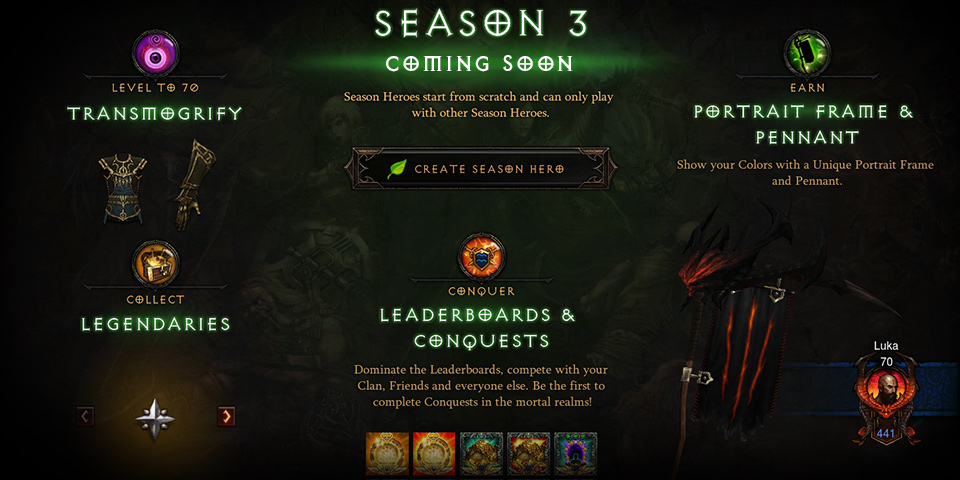 SEASON 3
COMING SOON
Season Heroes start from scratch and can only play
with other Season Heroes.
CREATE SEASON HERO
LEVEL TO 70
TRANSMOGRIFY
COLLECT
LEGENDARIES
CONQUER
LEADERBOARDS &
CONQUESTS
Dominate the Leaderboards, compete with your
Clan, Friends and everyone else. Be the first to
complete Conquests in the mortal realms!
EARN
PORTRAIT FRAME &
PENNANT
Show your Colors with a Unique Portrait Frame
and Pennant.
Luka
70
441